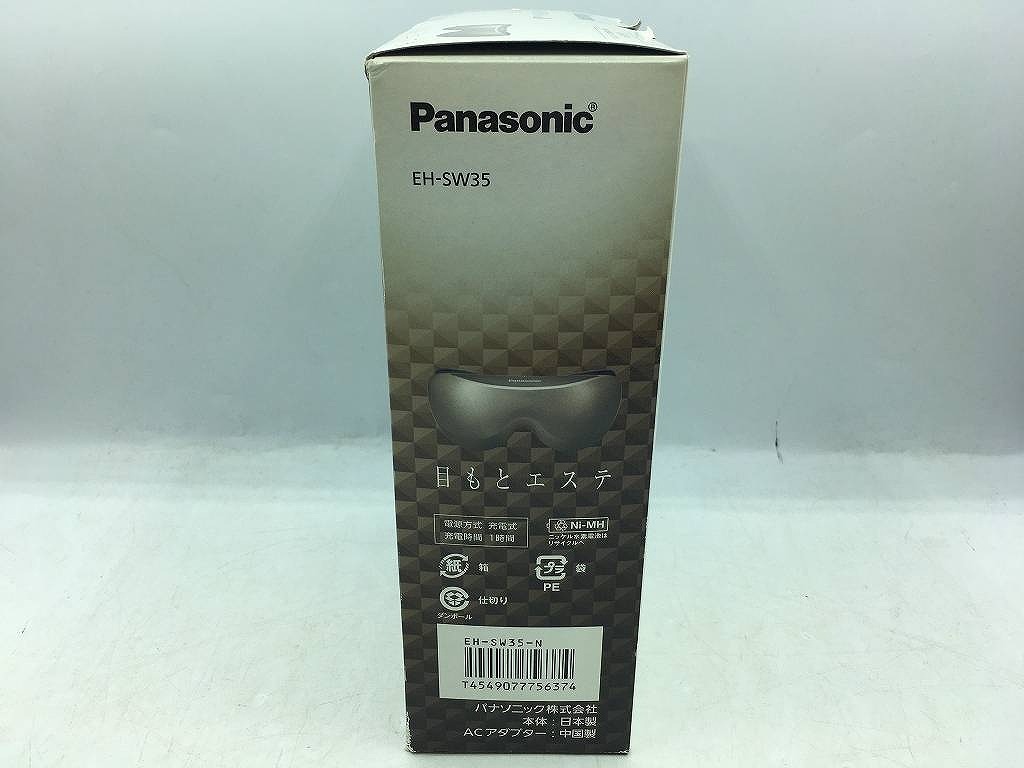 Panasonic®
EH-SW35
Panasonic
目もとエステ
電源方式 充電式
充電時間 1時間
Ni-MH
ニッケル水素電池は
リサイクルへ
紙 箱
プラ 袋
PE
仕切り
ダンボール
EH-SW35-N
T4549077756374
パナソニック株式会社
本体：日本製
ACアダプター：中国製